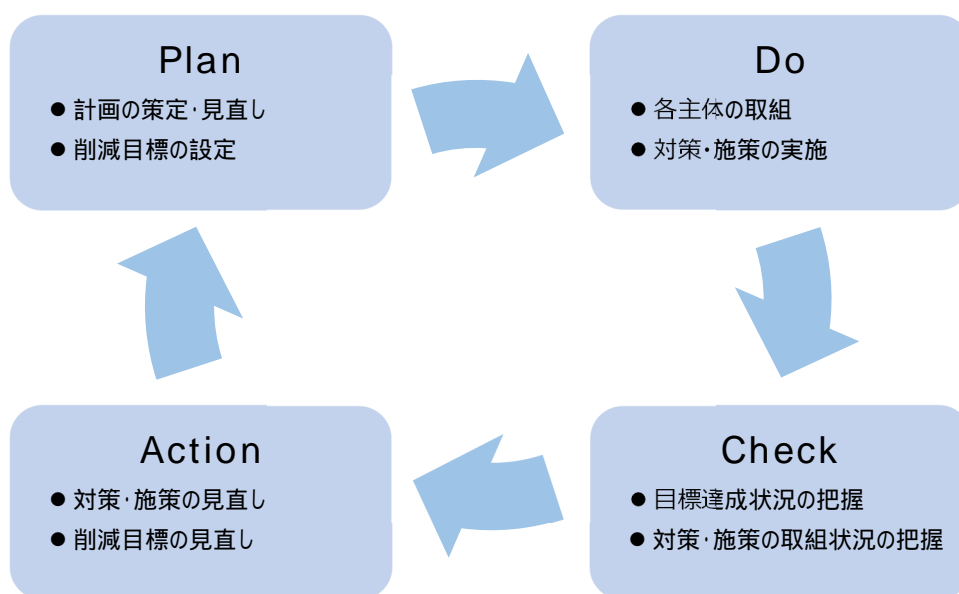 Plan
● 計画の策定・見直し
● 削減目標の設定
Do
● 各主体の取組
● 対策・施策の実施
Action
● 対策・施策の見直し
● 削減目標の見直し
Check
● 目標達成状況の把握
● 対策・施策の取組状況の把握